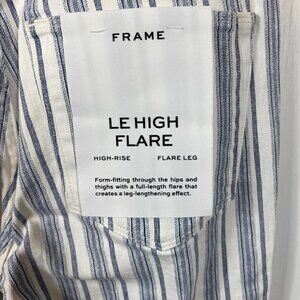 FRAME
LE HIGH
FLARE
HIGH-RISE FLARE LEG
Form-fitting through the hips and
thighs with a full-length flare that
creates a leg-lengthening effect.